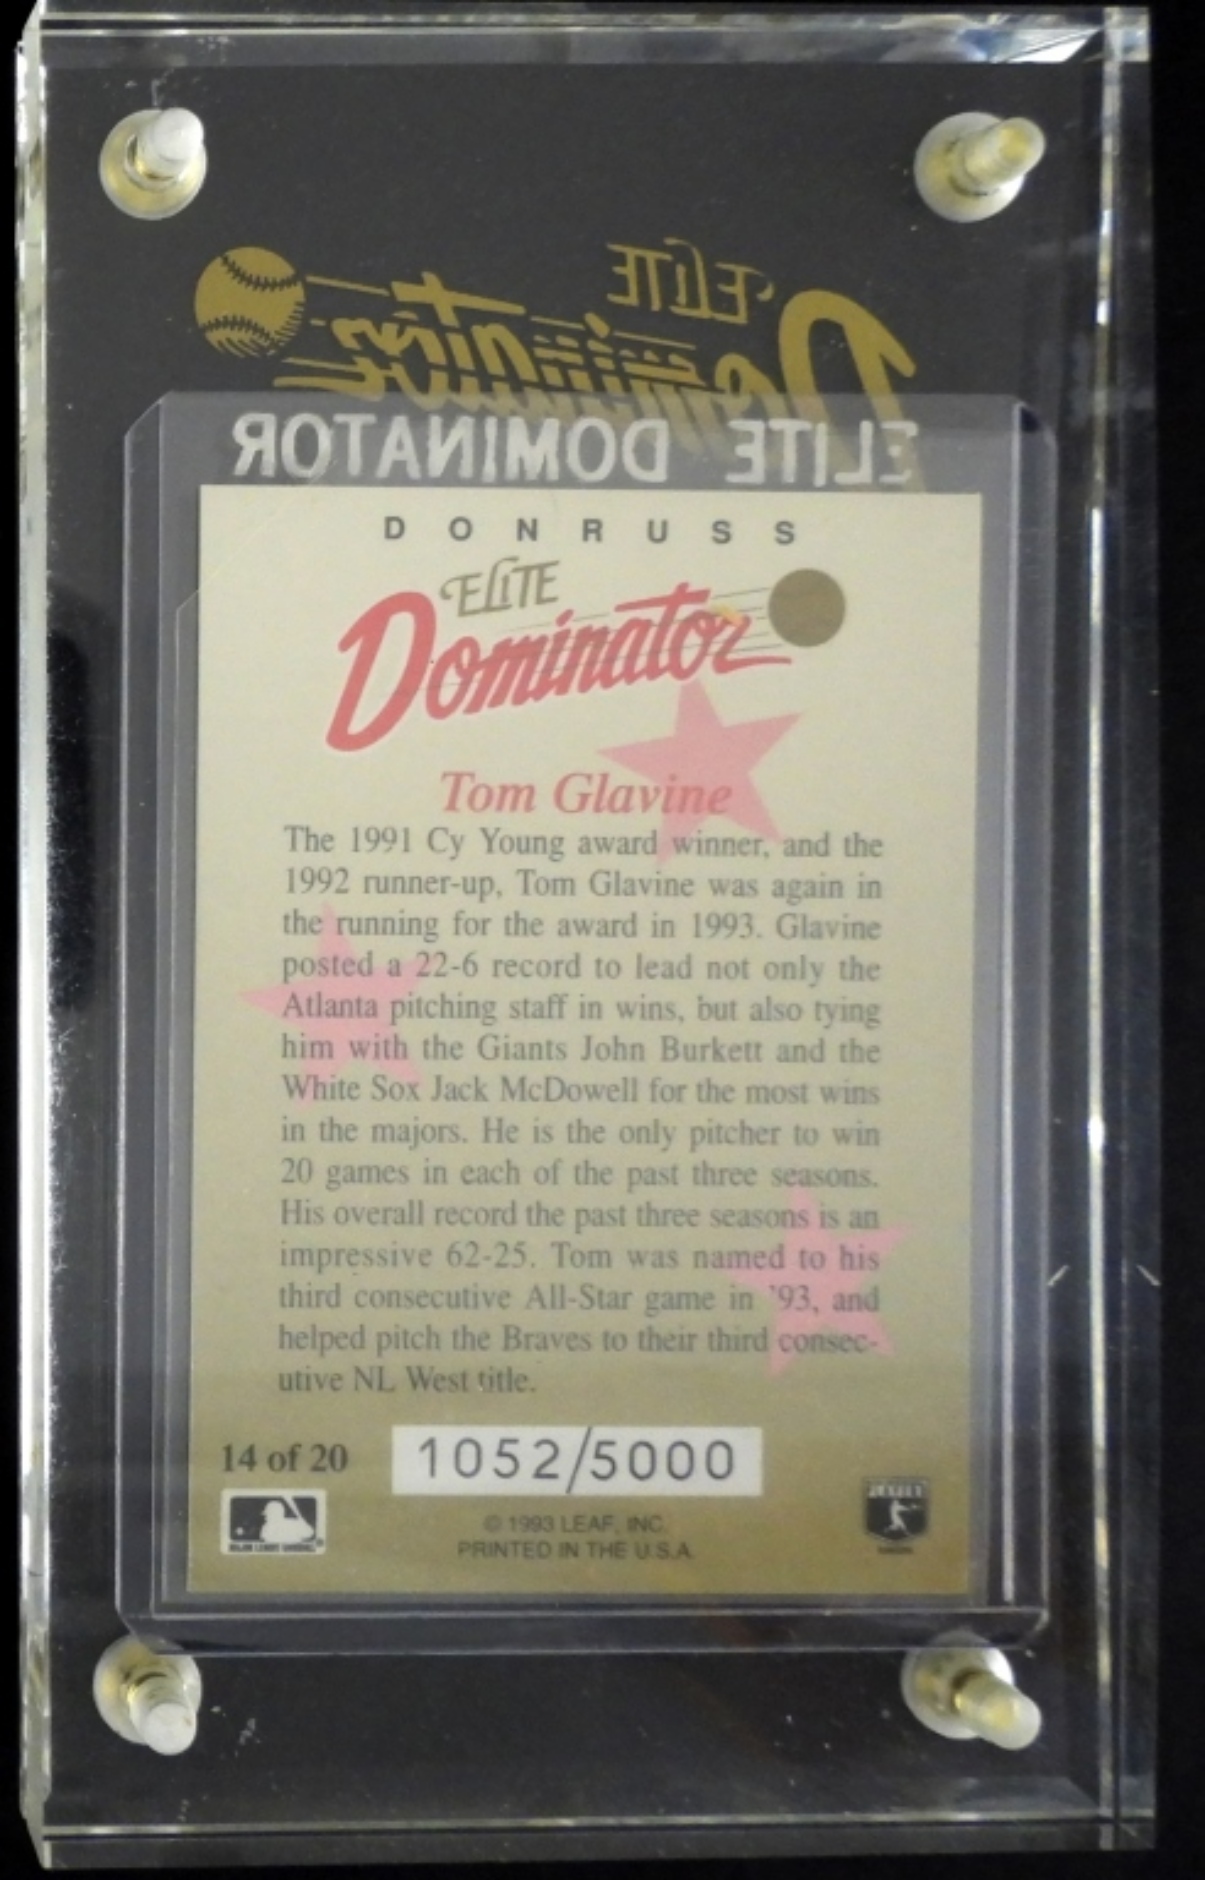 ELITE
Dominator
ELITE DOMINATOR
DONRUSS
ELITE
Dominator
Tom Glavine
The 1991 Cy Young award winner, and the
1992 runner-up, Tom Glavine was again in
the running for the award in 1993. Glavine
posted a 22-6 record to lead not only the
Atlanta pitching staff in wins, but also tying
him with the Giants John Burkett and the
White Sox Jack McDowell for the most wins
in the majors. He is the only pitcher to win
20 games in each of the past three seasons.
His overall record the past three seasons is an
impressive 62-25. Tom was named to his
third consecutive All-Star game in '93, and
helped pitch the Braves to their third consec-
utive NL West title.
14 of 20
1052/5000
© 1993 LEAF, INC.
PRINTED IN THE U.S.A.
MAJOR LEAGUE BASEBALL
PLAYERS